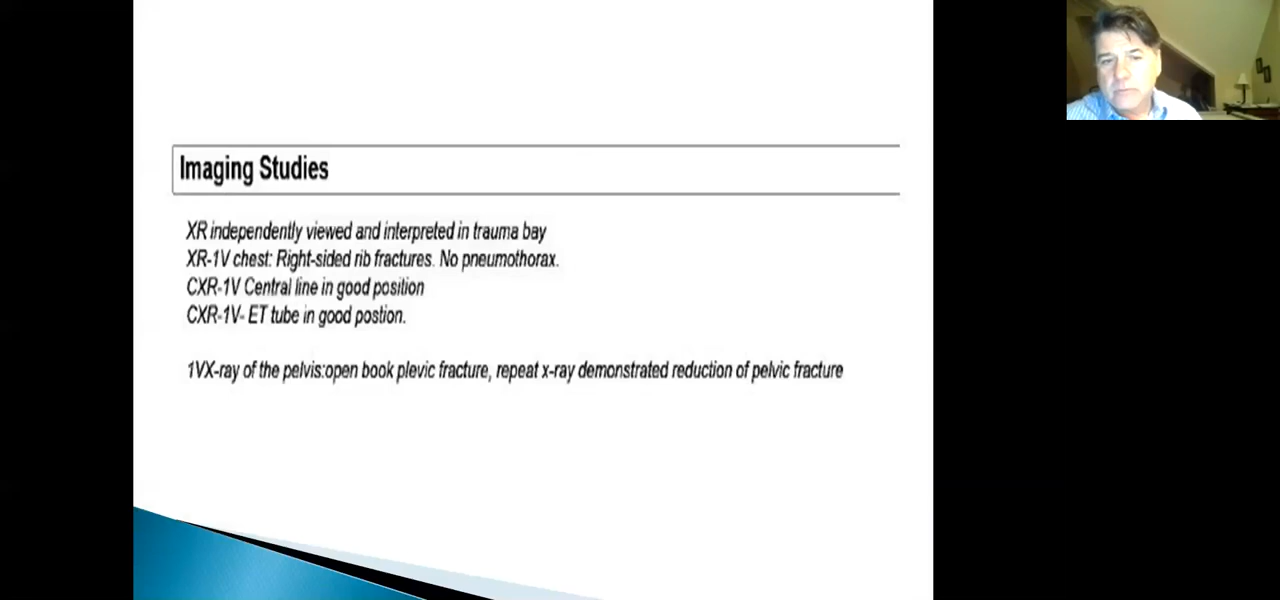 Imaging Studies
XR independently viewed and interpreted in trauma bay
XR-1V chest: Right-sided rib fractures. No pneumothorax.
CXR-1V Central line in good position
CXR-1V- ET tube in good postion.
1VX-ray of the pelvis:open book plevic fracture, repeat x-ray demonstrated reduction of pelvic fracture